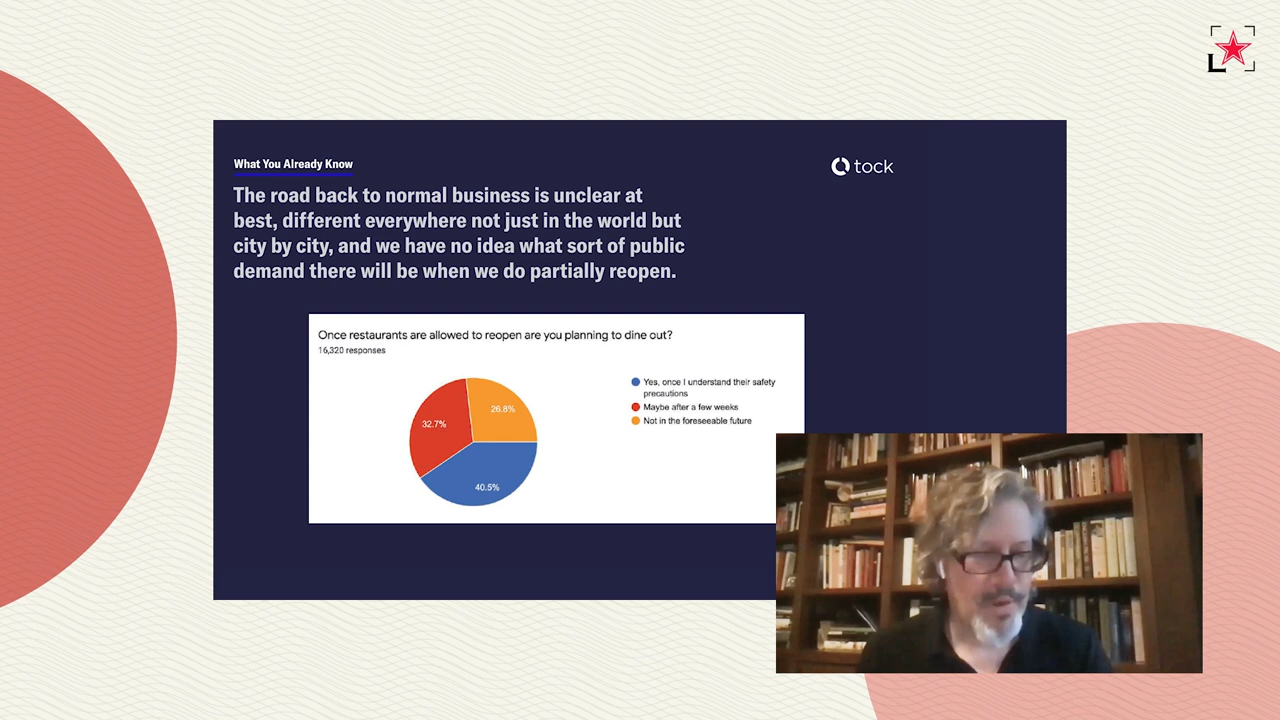 L
What You Already Know
tock
The road back to normal business is unclear at
best, different everywhere not just in the world but
city by city, and we have no idea what sort of public
demand there will be when we do partially reopen.
Once restaurants are allowed to reopen are you planning to dine out?
16,320 responses
26.8%
32.7%
40.5%
Yes, once I understand their safety
precautions
Maybe after a few weeks
Not in the foreseeable future